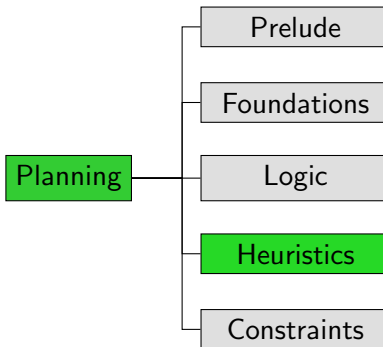 Planning
Prelude
Foundations
Logic
Heuristics
Constraints